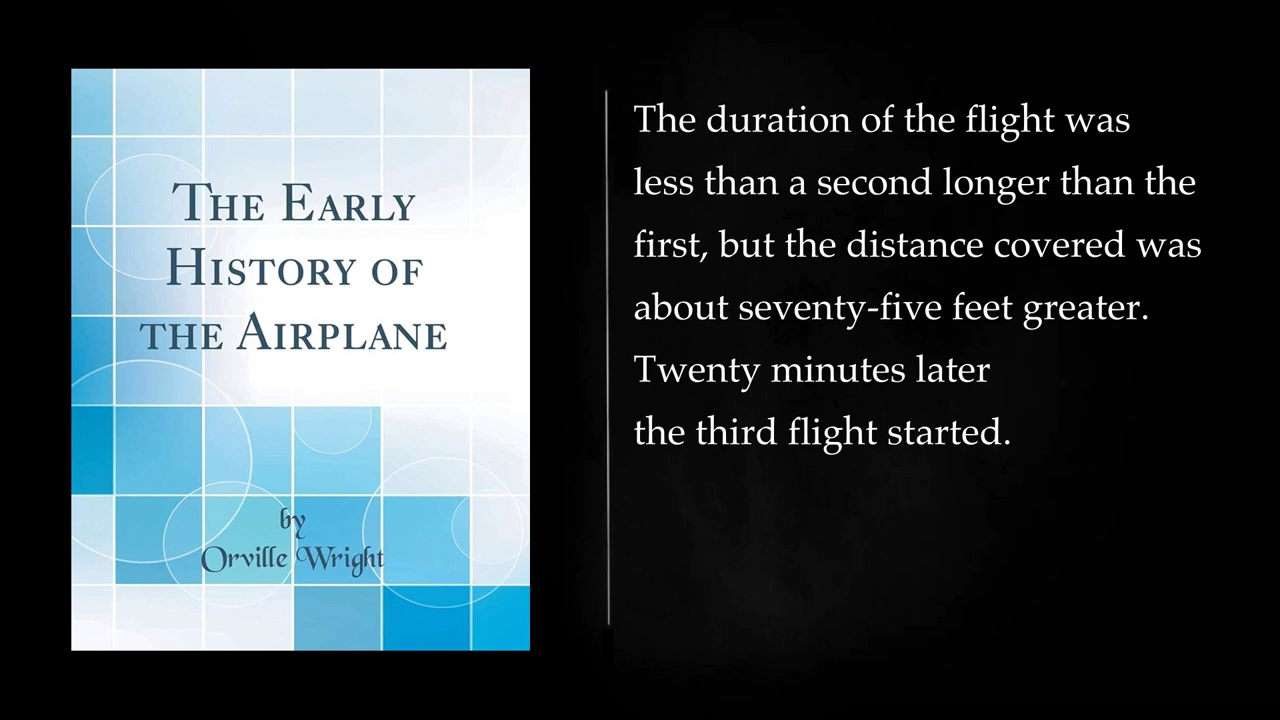 The Early
History of
the Airplane
by
Orville Wright
The duration of the flight was
less than a second longer than the
first, but the distance covered was
about seventy-five feet greater.
Twenty minutes later
the third flight started.